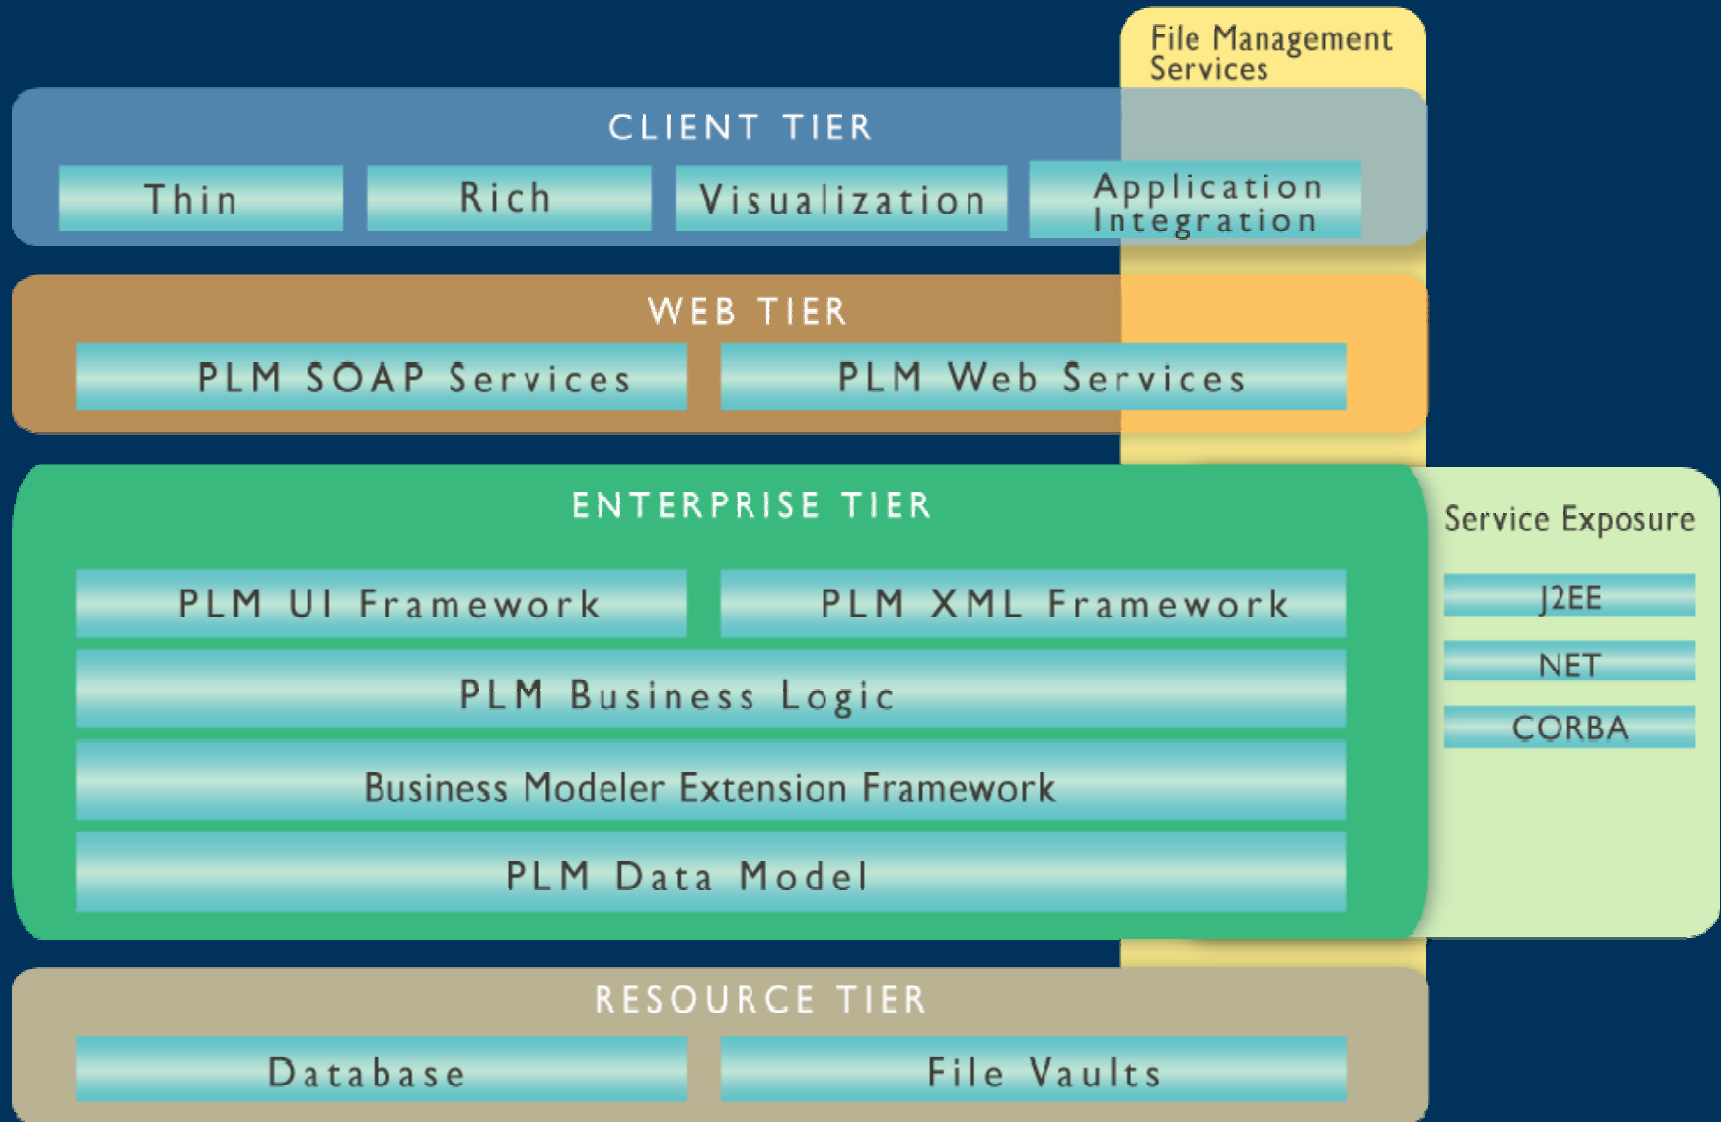 File Management
Services
CLIENT TIER
Thin
Rich
Visualization
Application
Integration
WEB TIER
PLM SOAP Services
PLM Web Services
ENTERPRISE TIER
PLM UI Framework
PLM XML Framework
PLM Business Logic
Business Modeler Extension Framework
PLM Data Model
Service Exposure
J2EE
NET
CORBA
RESOURCE TIER
Database
File Vaults